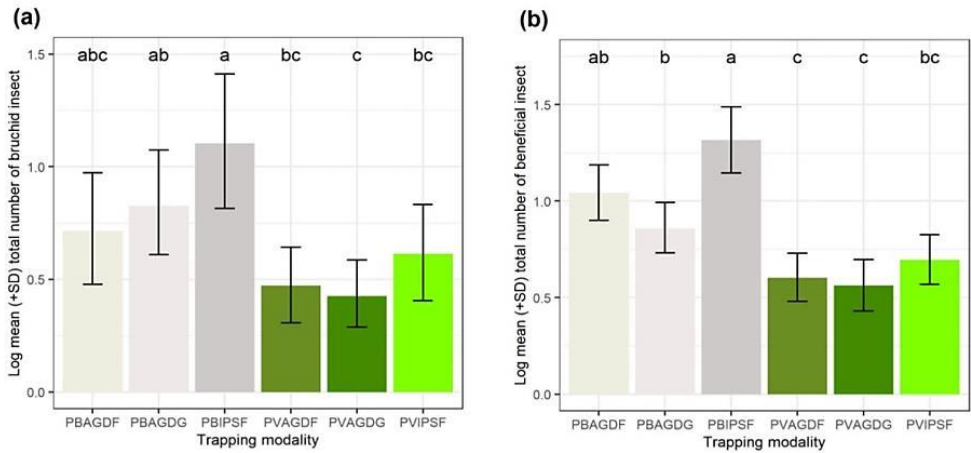 (a)
Log mean (+SD) total number of bruchid insect
1.5
1.0
0.5
0.0
abc ab a bc c bc
PBAGDF PBAGDG PBIPSF PVAGDF PVAGDG PVIPSF
Trapping modality
(b)
Log mean (+SD) total number of beneficial insect
1.5
1.0
0.5
0.0
ab b a c c bc
PBAGDF PBAGDG PBIPSF PVAGDF PVAGDG PVIPSF
Trapping modality